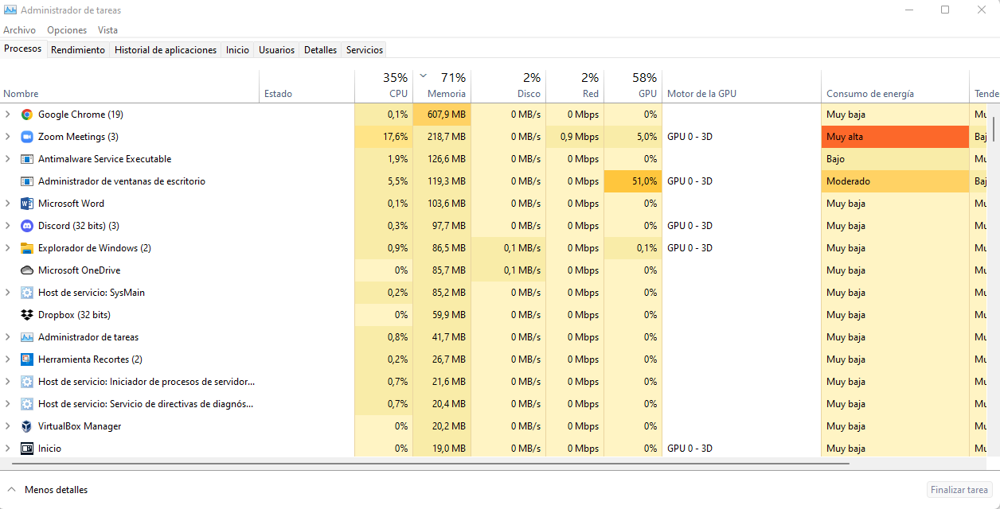 Administrador de tareas
Archivo Opciones Vista
Procesos Rendimiento Historial de aplicaciones Inicio Usuarios Detalles Servicios
35% 71% 2% 2% 58%
Nombre Estado CPU Memoria Disco Red GPU Motor de la GPU Consumo de energía Tende
Google Chrome (19) 0,1% 607,9 MB 0 MB/s 0 Mbps 0% Muy baja Mu
Zoom Meetings (3) 17,6% 218,7 MB 0 MB/s 0,9 Mbps 5,0% GPU 0 - 3D Muy alta Baj
Antimalware Service Executable 1,9% 126,6 MB 0 MB/s 0 Mbps 0% Bajo Mu
Administrador de ventanas de escritorio 5,5% 119,3 MB 0 MB/s 0 Mbps 51,0% GPU 0 - 3D Moderado Baj
Microsoft Word 0,1% 103,6 MB 0 MB/s 0 Mbps 0% Muy baja Mu
Discord (32 bits) (3) 0,3% 97,7 MB 0 MB/s 0 Mbps 0% GPU 0 - 3D Muy baja Mu
Explorador de Windows (2) 0,9% 86,5 MB 0,1 MB/s 0 Mbps 0,1% GPU 0 - 3D Muy baja Mu
Microsoft OneDrive 0% 85,7 MB 0,1 MB/s 0 Mbps 0% Muy baja Mu
Host de servicio: SysMain 0,2% 85,2 MB 0 MB/s 0 Mbps 0% Muy baja Mu
Dropbox (32 bits) 0% 59,9 MB 0 MB/s 0 Mbps 0% Muy baja Mu
Administrador de tareas 0,8% 41,7 MB 0 MB/s 0 Mbps 0% Muy baja Mu
Herramienta Recortes (2) 0,2% 26,7 MB 0 MB/s 0 Mbps 0% Muy baja Mu
Host de servicio: Iniciador de procesos de servidor... 0,7% 21,6 MB 0 MB/s 0 Mbps 0% Muy baja Mu
Host de servicio: Servicio de directivas de diagnós... 0,7% 20,4 MB 0 MB/s 0 Mbps 0% Muy baja Mu
VirtualBox Manager 0% 20,2 MB 0 MB/s 0 Mbps 0% Muy baja Mu
Inicio 0% 19,0 MB 0 MB/s 0 Mbps 0% GPU 0 - 3D Muy baja Mu
Menos detalles Finalizar tarea